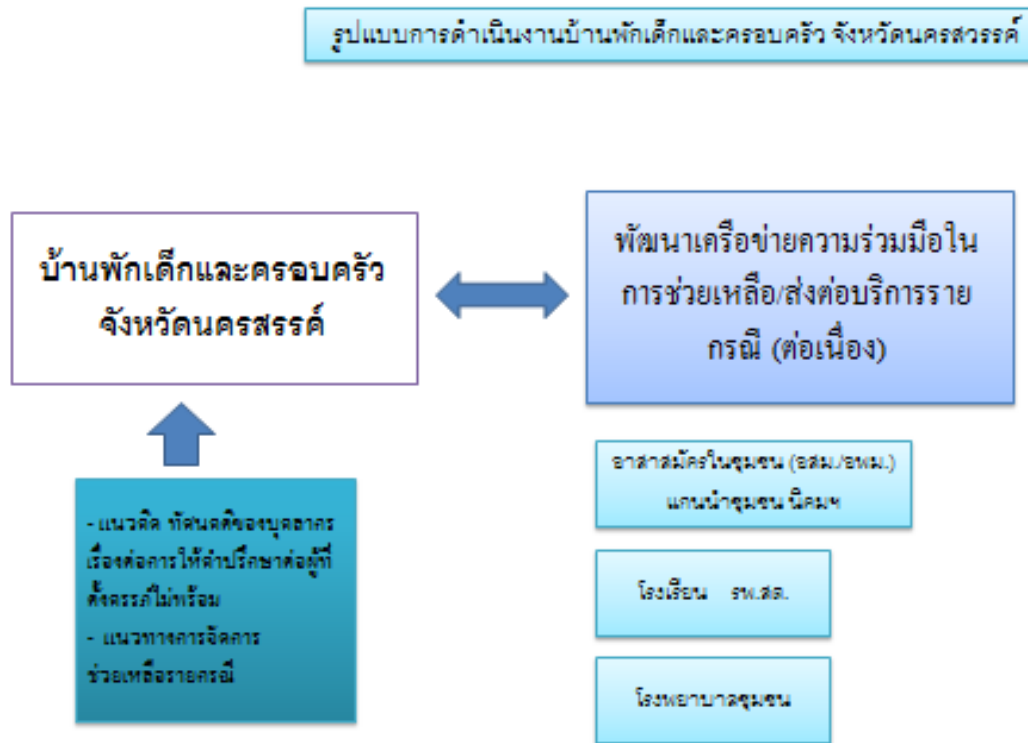 รูปแบบการดำเนินงานบ้านพักเด็กและครอบครัว จังหวัดนครสวรรค์
บ้านพักเด็กและครอบครัว
จังหวัดนครสรรค์
พัฒนาเครือข่ายความร่วมมือใน
การช่วยเหลือ/ส่งต่อบริการราย
กรณี (ต่อเนื่อง)
- แนวคิด ทัศนคติของบุคลากร
เรื่องต่อการให้คำปรึกษาต่อผู้ที่
ตั้งครรภ์ไม่พร้อม
- แนวทางการจัดการ
ช่วยเหลือรายกรณี
อาสาสมัครในชุมชน (อสม./อพม.)
แกนนำชุมชน นิคมฯ
โรงเรียน รพ.สต.
โรงพยาบาลชุมชน